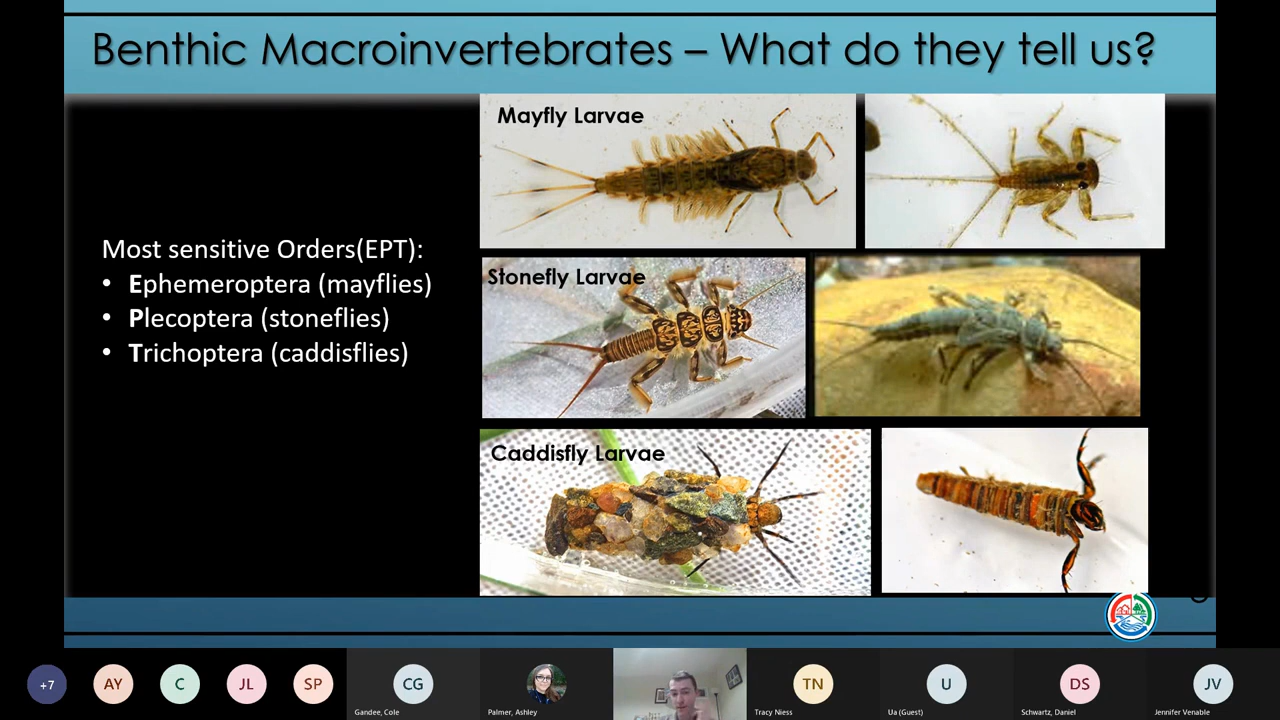 Benthic Macroinvertebrates – What do they tell us?
Mayfly Larvae
Most sensitive Orders(EPT):
• Ephemeroptera (mayflies)
• Plecoptera (stoneflies)
• Trichoptera (caddisflies)
Stonefly Larvae
Caddisfly Larvae
+7
AY
C
JL
SP
CG
TN
U
DS
JV
Gandee, Cole
Palmer, Ashley
Tracy Niess
Ua (Guest)
Schwartz, Daniel
Jennifer Venable